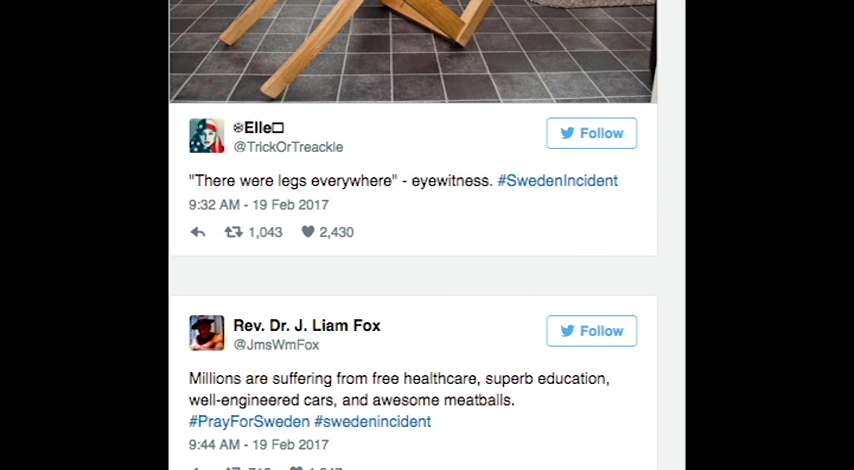 ❄Elle□
@TrickOrTreackle
Follow
"There were legs everywhere" - eyewitness. #SwedenIncident
9:32 AM - 19 Feb 2017
1,043 2,430
Rev. Dr. J. Liam Fox
@JmsWmFox
Follow
Millions are suffering from free healthcare, superb education,
well-engineered cars, and awesome meatballs.
#PrayForSweden #swedenincident
9:44 AM - 19 Feb 2017